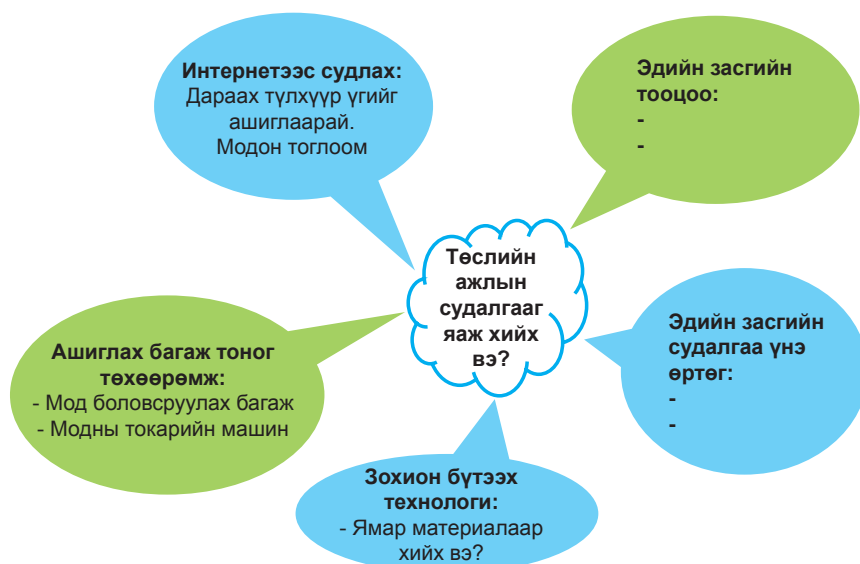 Интернетээс судлах:
Дараах түлхүүр үгийг
ашиглаарай.
Модон тоглоом
Эдийн засгийн
тооцоо:
-
-
Төслийн
ажлын
судалгааг
яаж хийх
вэ?
Ашиглах багаж тоног
төхөөрөмж:
- Мод боловсруулах багаж
- Модны токарийн машин
Эдийн засгийн
судалгаа үнэ
өртөг:
-
-
Зохион бүтээх
технологи:
- Ямар материалаар
хийх вэ?